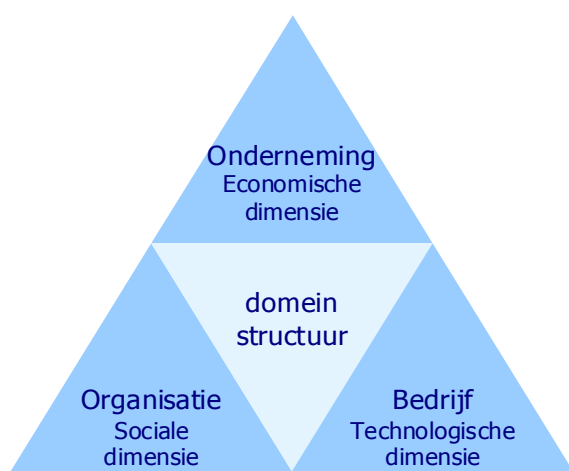 Onderneming
Economische
dimensie
domein
structuur
Organisatie
Sociale
dimensie
Bedrijf
Technologische
dimensie